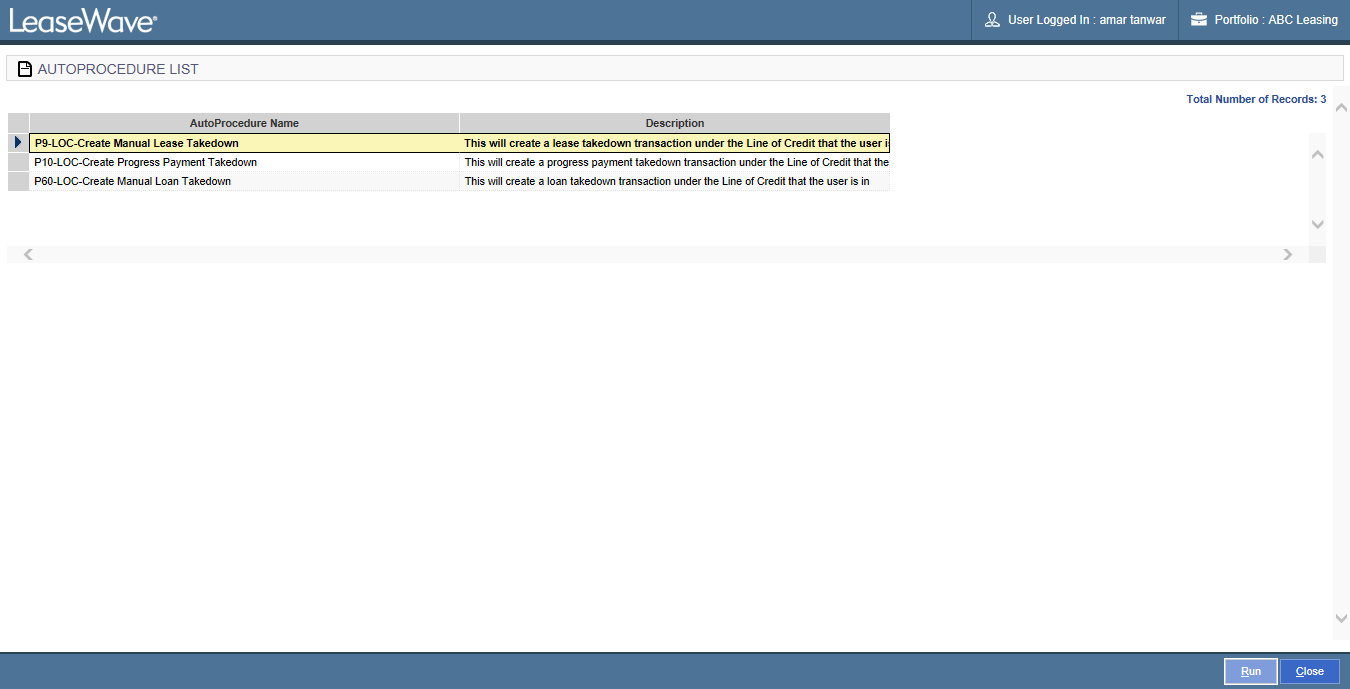 LeaseWave®
User Logged In : amar tanwar
Portfolio : ABC Leasing
AUTOPROCEDURE LIST
Total Number of Records: 3
AutoProcedure Name Description
P9-LOC-Create Manual Lease Takedown This will create a lease takedown transaction under the Line of Credit that the user i
P10-LOC-Create Progress Payment Takedown This will create a progress payment takedown transaction under the Line of Credit that the
P60-LOC-Create Manual Loan Takedown This will create a loan takedown transaction under the Line of Credit that the user is in
Run Close